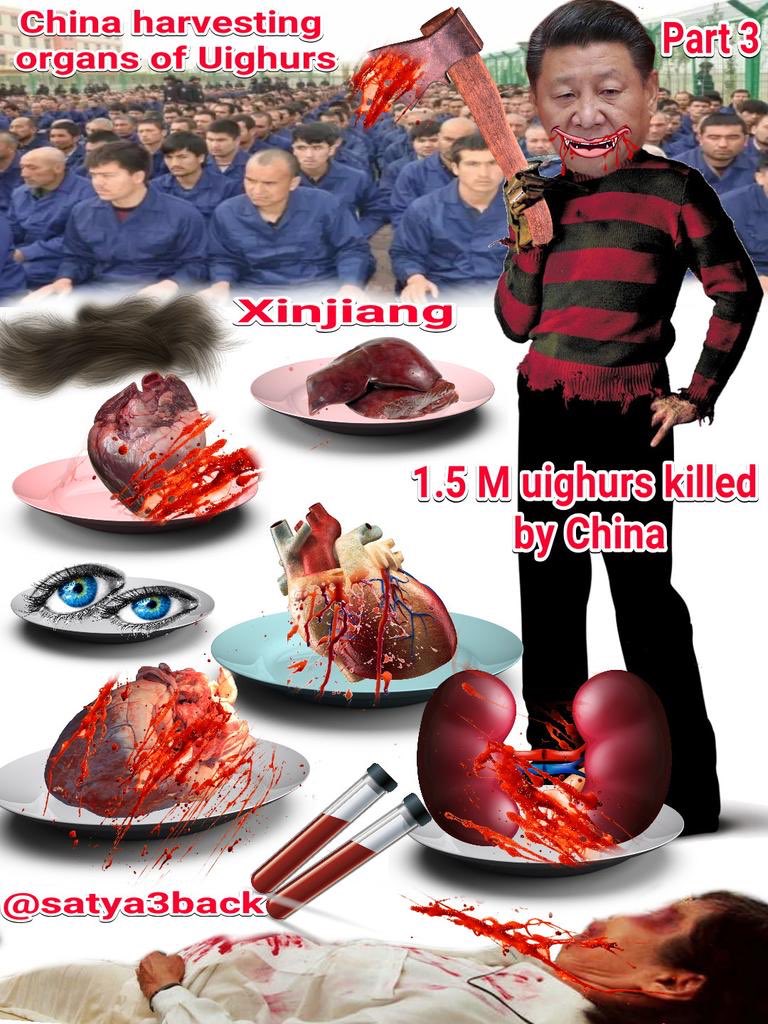 China harvesting
organs of Uighurs
Part 3
Xinjiang
1.5 M uighurs killed
by China
@satya3back